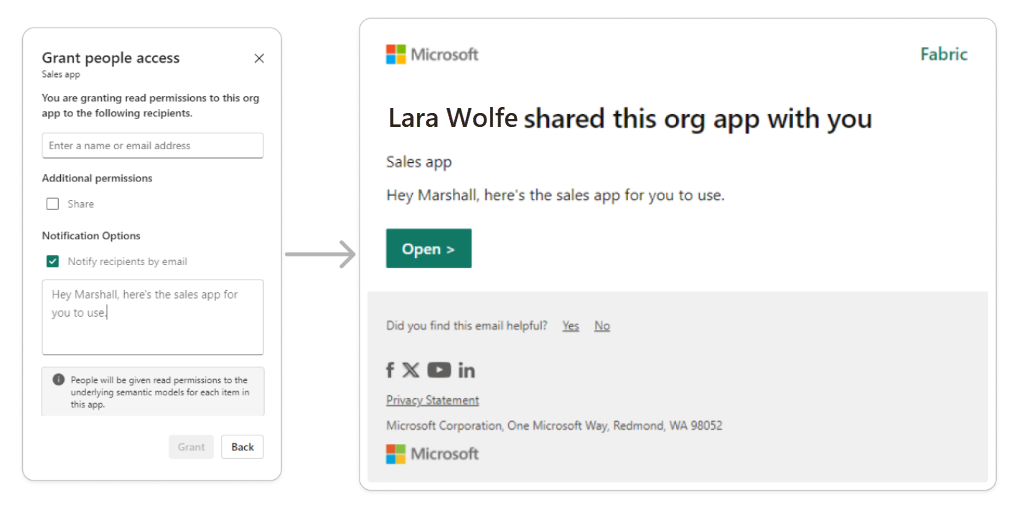 Grant people access
Sales app
You are granting read permissions to this org
app to the following recipients.
Enter a name or email address
Additional permissions
Share
Notification Options
Notify recipients by email
Hey Marshall, here's the sales app for
you to use.
People will be given read permissions to the
underlying semantic models for each item in
this app.
Grant
Back
Microsoft
Fabric
Lara Wolfe shared this org app with you
Sales app
Hey Marshall, here's the sales app for you to use.
Open >
Did you find this email helpful? Yes No
Privacy Statement
Microsoft Corporation, One Microsoft Way, Redmond, WA 98052
Microsoft